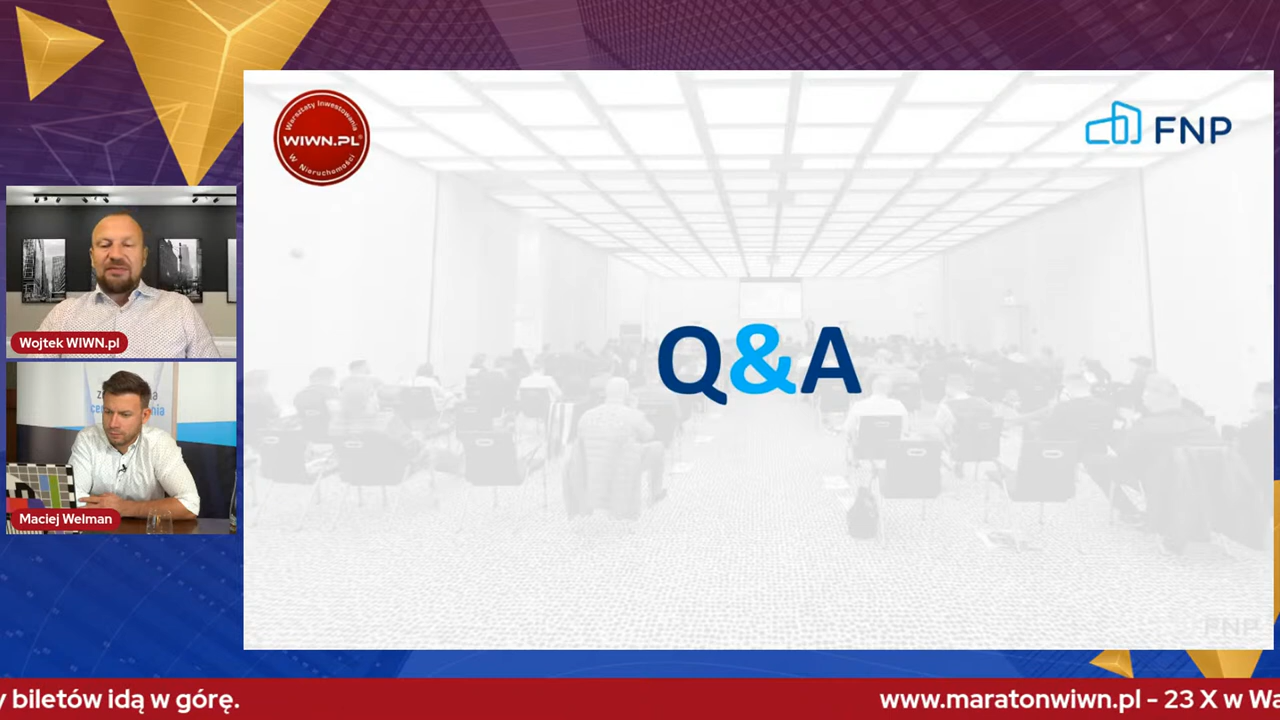 Warsztaty Inwestowania
WIWN.PL
W Nieruchomości
FNP
Q&A
Wojtek WIWN.pl
Maciej Welman
FNP
y biletów idą w górę.
www.maratonwiwn.pl - 23 X w Wa